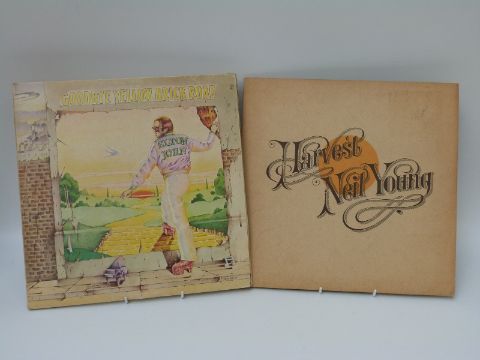 GOODBYE YELLOW BRICK ROAD
Harvest
Neil Young